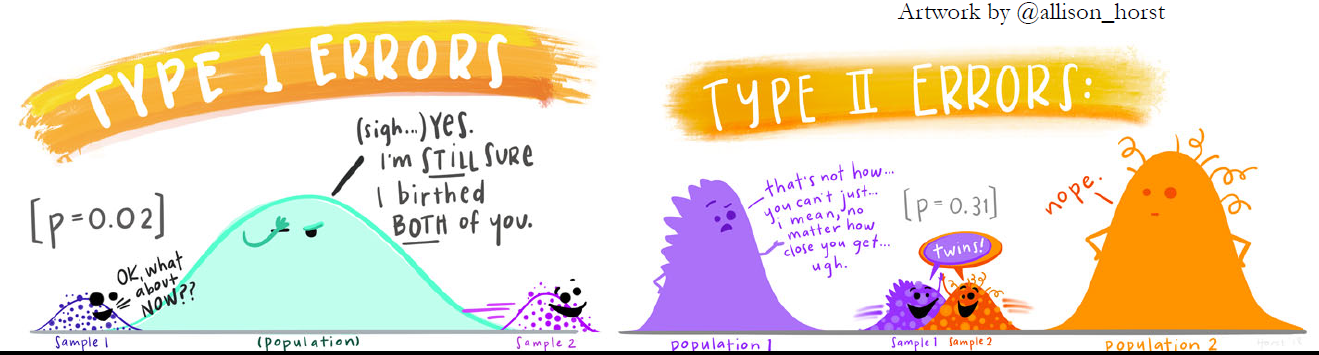 Artwork by @allison_horst
TYPE 1 ERRORS
(sigh...) Yes.
I'm STILL SURE
I birthed
BOTH of you.
[p=0.02]
OK, what
about
NOW??
Sample 1
(population)
Sample 2
TYPE II ERRORS:
that's not how...
you can't just...
I mean, no
matter how
close you get...
ugh.
[p=0.31]
twins!
nope.
population 1
Sample 1
Sample 2
population 2
Horst '18